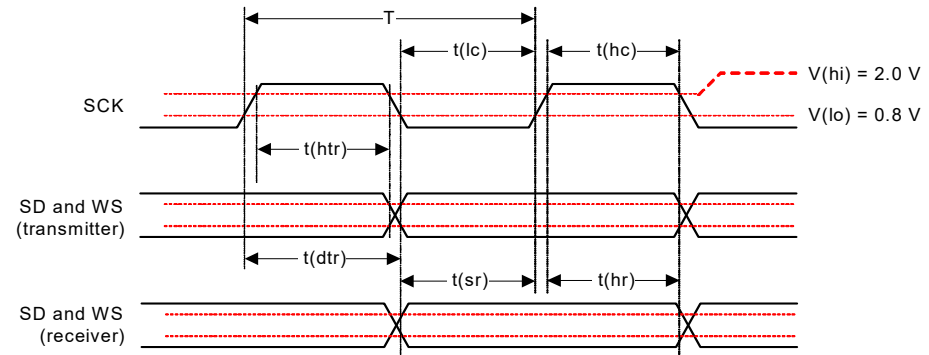 T
t(lc)
t(hc)
V(hi) = 2.0 V
SCK
V(lo) = 0.8 V
t(htr)
SD and WS
(transmitter)
t(dtr)
t(sr)
t(hr)
SD and WS
(receiver)